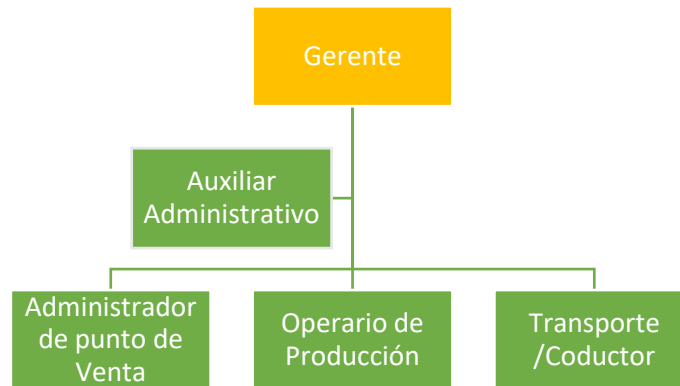 Gerente
Auxiliar
Administrativo
Administrador
de punto de
Venta
Operario de
Producción
Transporte
/Coductor